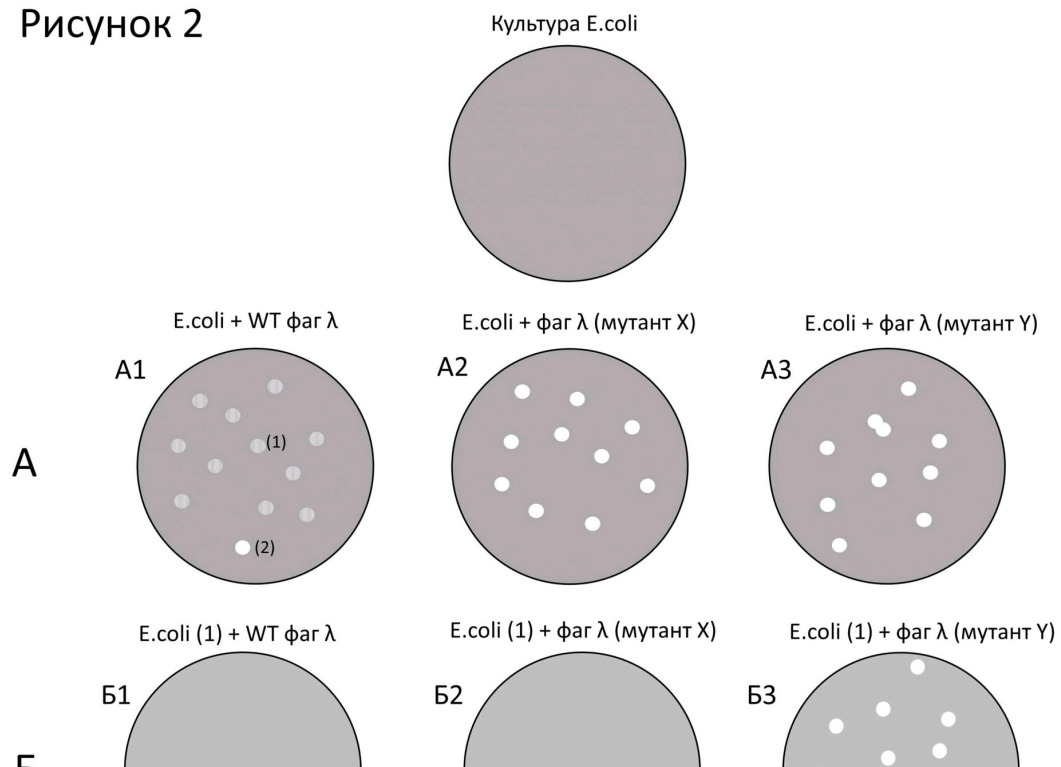 Рисунок 2
Культура E.coli
E.coli + WT фаг λ
E.coli + фаг λ (мутант X)
E.coli + фаг λ (мутант Y)
А1
А2
А3
А
(1)
(2)
E.coli (1) + WT фаг λ
E.coli (1) + фаг λ (мутант X)
E.coli (1) + фаг λ (мутант Y)
Б1
Б2
Б3